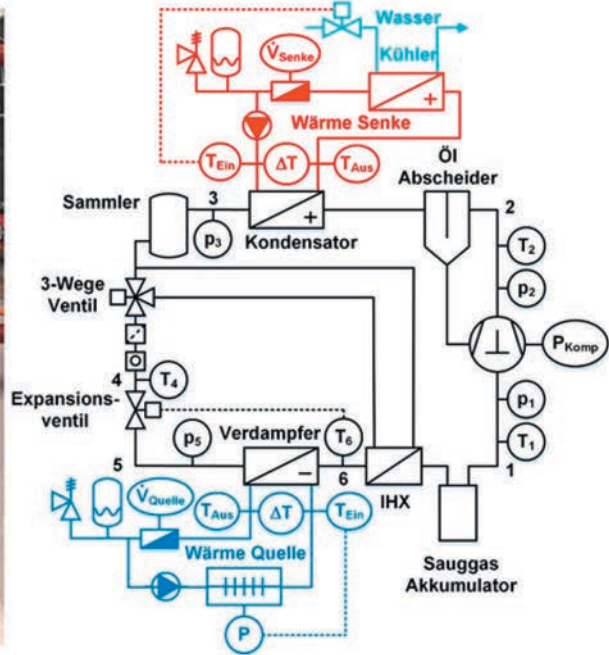 Wasser
Kühler
V̇Senke
+
Wärme Senke
TEin
ΔT
TAus
Öl
Abscheider
Sammler
3
2
p3
+
Kondensator
T2
p2
3-Wege
Ventil
PKomp
4
T4
Expansions-
ventil
p1
p5
Verdampfer
T6
T1
5
–
6
IHX
1
V̇Quelle
TAus
ΔT
TEin
Wärme Quelle
Sauggas
Akkumulator
P